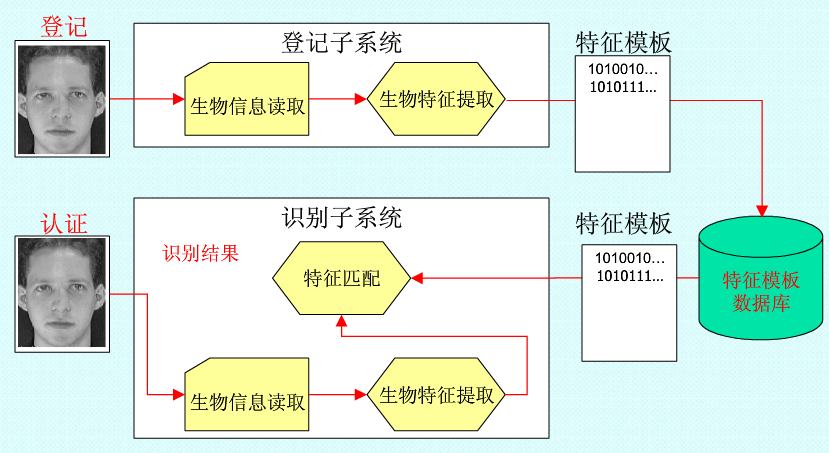 登记
登记子系统
特征模板
1010010...
1010111...
生物信息读取
生物特征提取
认证
识别子系统
特征模板
识别结果
特征匹配
1010010...
1010111...
特征模板
数据库
生物信息读取
生物特征提取